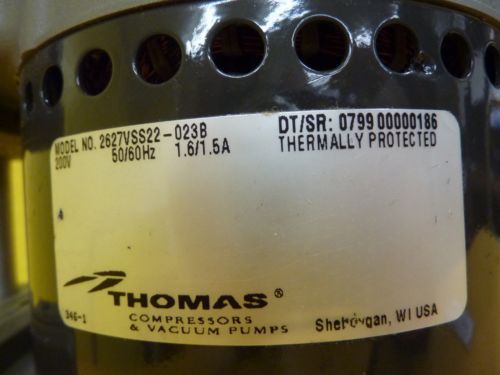 MODEL NO. 2627VSS22-023B
DT/SR: 0799 00000186
200V 50/60Hz 1.6/1.5A
THERMALLY PROTECTED
THOMAS®
COMPRESSORS
& VACUUM PUMPS
346-1
Sheboygan, WI USA